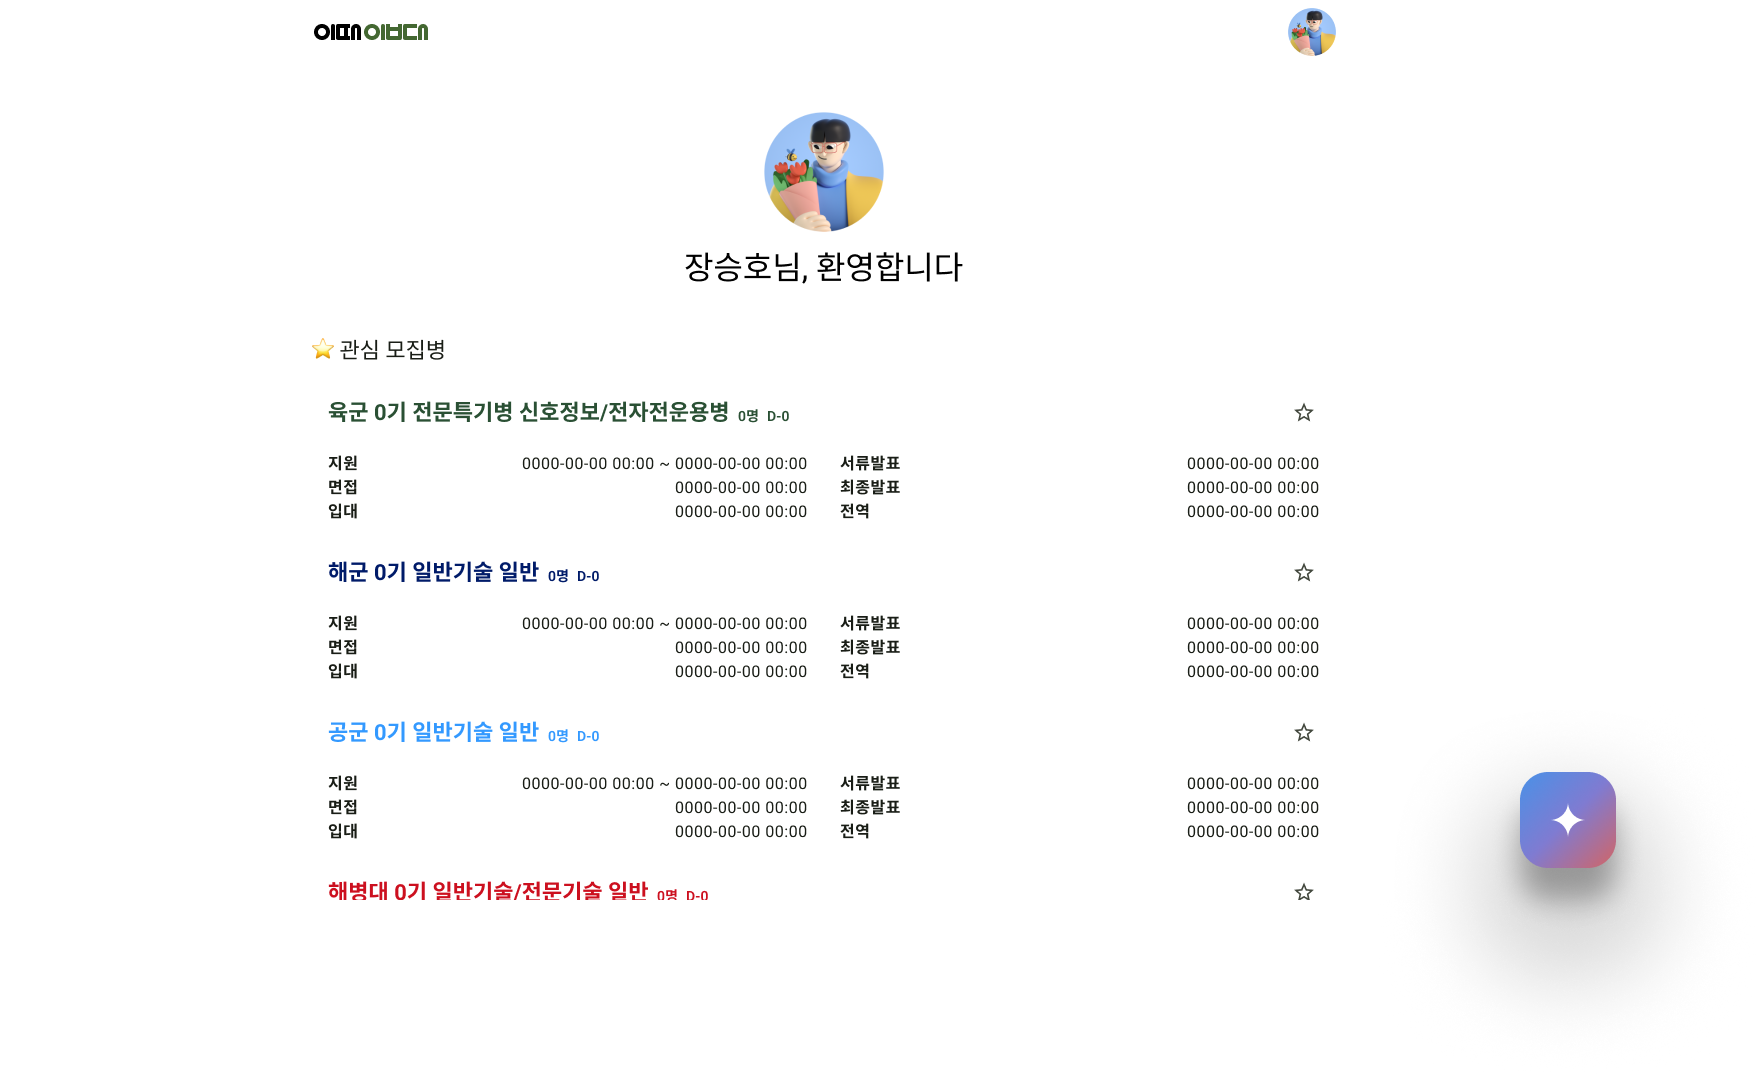 장승호님, 환영합니다
관심 모집병
육군 0기 전문특기병 신호정보/전자전운용병 0명 D-0
지원 0000-00-00 00:00 ~ 0000-00-00 00:00 서류발표 0000-00-00 00:00
면접 0000-00-00 00:00 최종발표 0000-00-00 00:00
입대 0000-00-00 00:00 전역 0000-00-00 00:00
해군 0기 일반기술 일반 0명 D-0
지원 0000-00-00 00:00 ~ 0000-00-00 00:00 서류발표 0000-00-00 00:00
면접 0000-00-00 00:00 최종발표 0000-00-00 00:00
입대 0000-00-00 00:00 전역 0000-00-00 00:00
공군 0기 일반기술 일반 0명 D-0
지원 0000-00-00 00:00 ~ 0000-00-00 00:00 서류발표 0000-00-00 00:00
면접 0000-00-00 00:00 최종발표 0000-00-00 00:00
입대 0000-00-00 00:00 전역 0000-00-00 00:00
해병대 0기 일반기술/전문기술 일반 0명 D-0